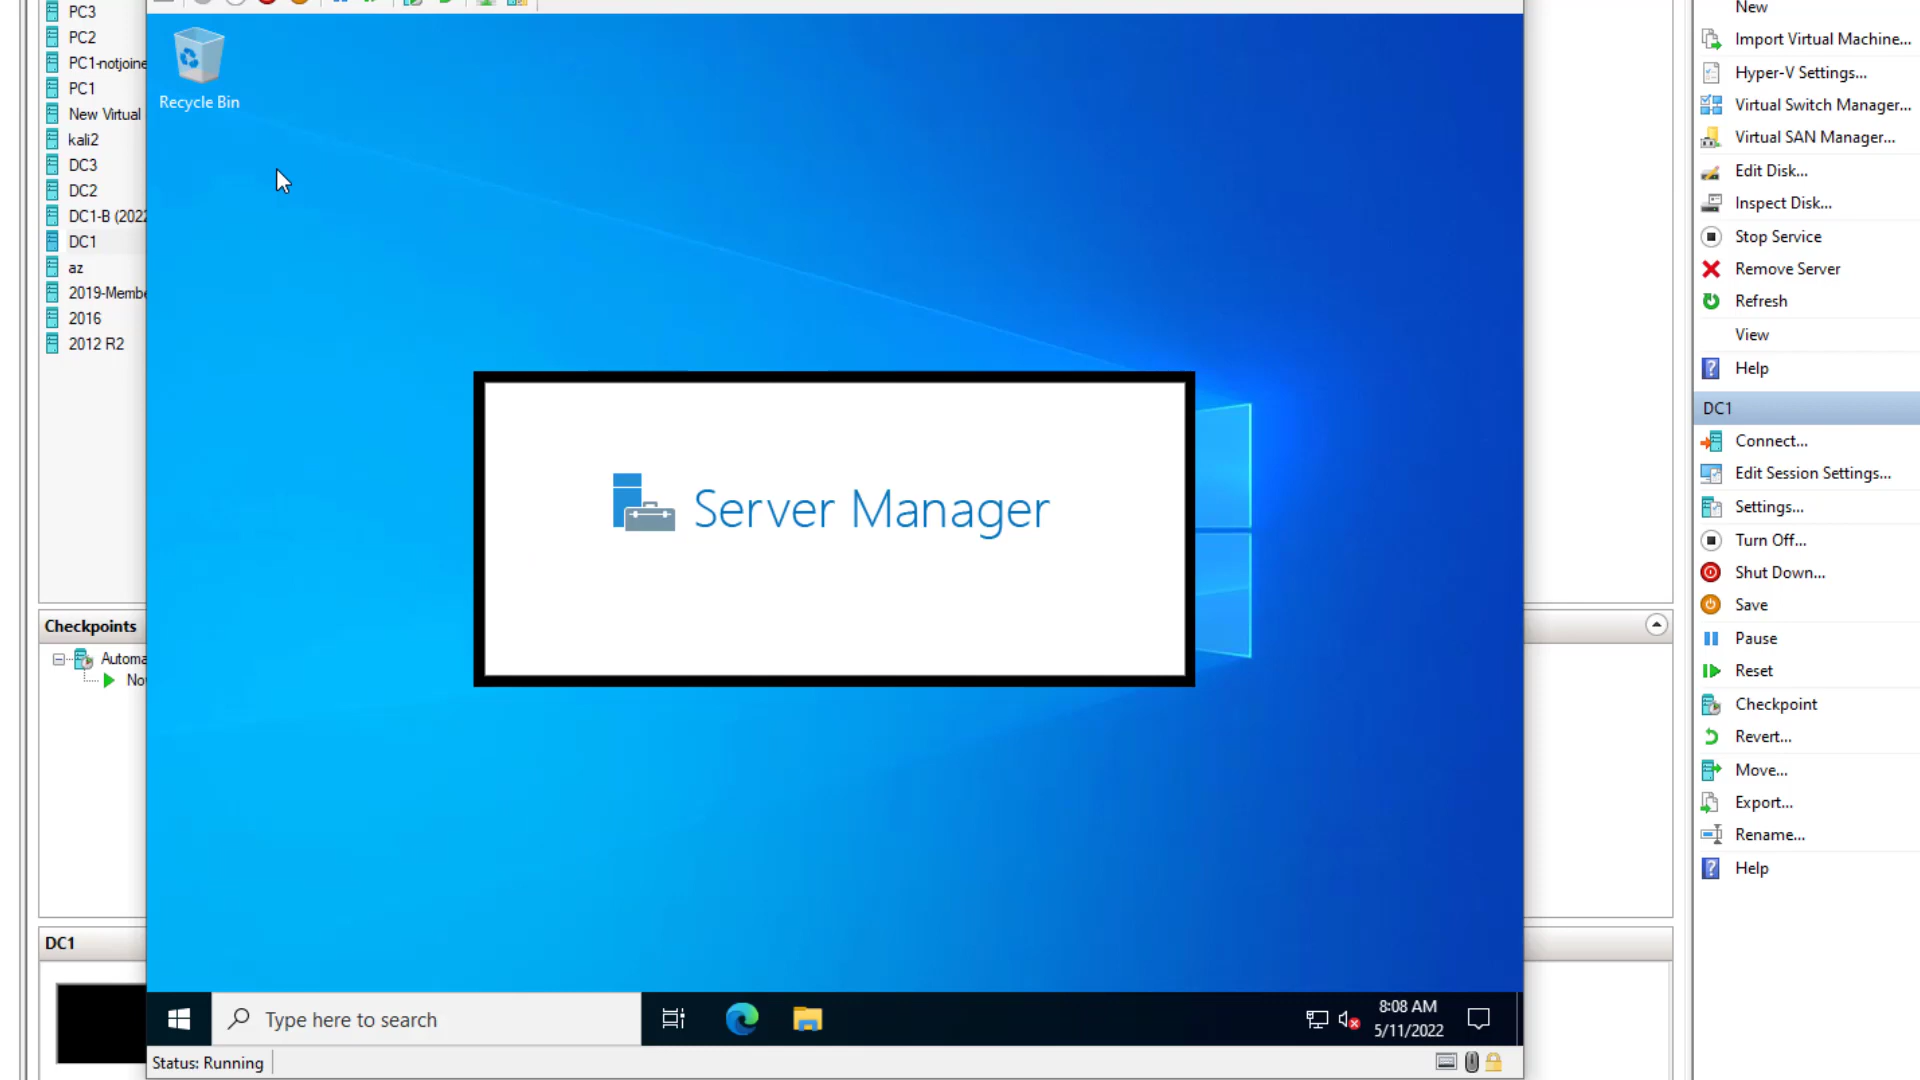 PC3
PC2
PC1-notjoine
PC1
New Virtual
kali2
DC3
DC2
DC1-B (2022
DC1
az
2019-Membe
2016
2012 R2
Checkpoints
Automa
No
DC1
Recycle Bin
Server Manager
Type here to search
8:08 AM
5/11/2022
Status: Running
New
Import Virtual Machine...
Hyper-V Settings...
Virtual Switch Manager...
Virtual SAN Manager...
Edit Disk...
Inspect Disk...
Stop Service
Remove Server
Refresh
View
Help
DC1
Connect...
Edit Session Settings...
Settings...
Turn Off...
Shut Down...
Save
Pause
Reset
Checkpoint
Revert...
Move...
Export...
Rename...
Help